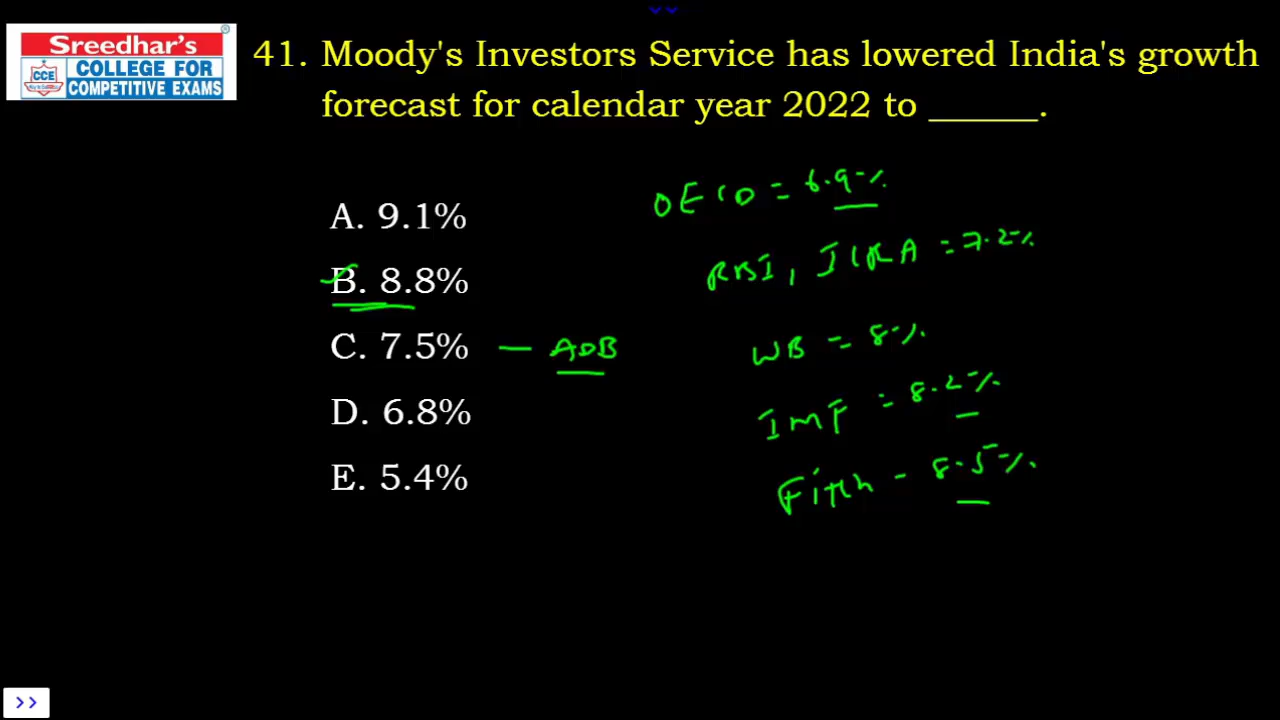 Sreedhar's
CCE
COLLEGE FOR
COMPETITIVE EXAMS
41. Moody's Investors Service has lowered India's growth
forecast for calendar year 2022 to ______.
A. 9.1%
B. 8.8%
C. 7.5% — ADB
D. 6.8%
E. 5.4%
OECD = 6.9%
RBI, ICRA = 7.2%
WB = 8%
IMF = 8.2%
Fitch - 8.5%
>>